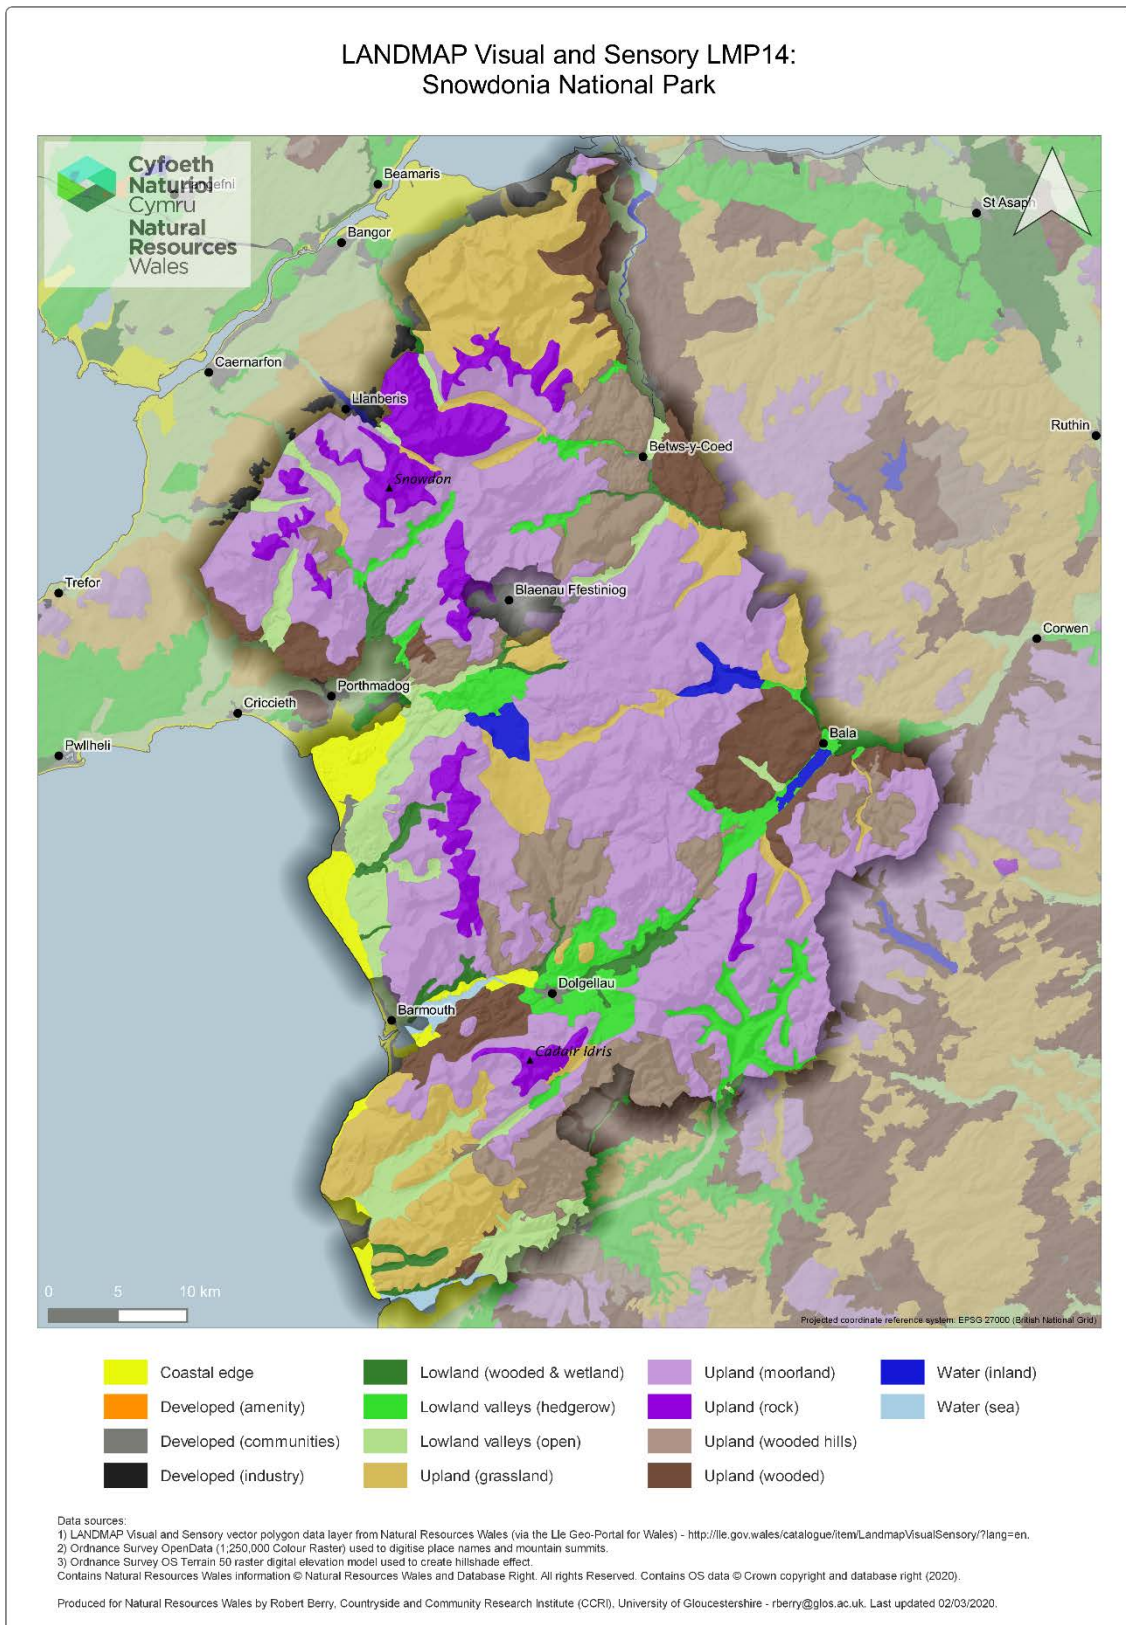 LANDMAP Visual and Sensory LMP14:
Snowdonia National Park
Cyfoeth
Naturiol
Cymru
Natural
Resources
Wales
Beamaris
Bangor
St Asaph
Caernarfon
Llanberis
Ruthin
Betws-y-Coed
Snowdon
Trefor
Blaenau Ffestiniog
Corwen
Porthmadog
Criccieth
Pwllheli
Bala
Dolgellau
Barmouth
Cadair Idris
0 5 10 km
Projected coordinate reference system: EPSG 27000 (British National Grid)
Coastal edge
Developed (amenity)
Developed (communities)
Developed (industry)
Lowland (wooded & wetland)
Lowland valleys (hedgerow)
Lowland valleys (open)
Upland (grassland)
Upland (moorland)
Upland (rock)
Upland (wooded hills)
Upland (wooded)
Water (inland)
Water (sea)
Data sources:
1) LANDMAP Visual and Sensory vector polygon data layer from Natural Resources Wales (via the Lle Geo-Portal for Wales) - http://lle.gov.wales/catalogue/item/LandmapVisualSensory/?lang=en.
2) Ordnance Survey OpenData (1;250,000 Colour Raster) used to digitise place names and mountain summits.
3) Ordnance Survey OS Terrain 50 raster digital elevation model used to create hillshade effect.
Contains Natural Resources Wales information © Natural Resources Wales and Database Right. All rights Reserved. Contains OS data © Crown copyright and database right (2020).
Produced for Natural Resources Wales by Robert Berry, Countryside and Community Research Institute (CCRI), University of Gloucestershire - rberry@glos.ac.uk. Last updated 02/03/2020.